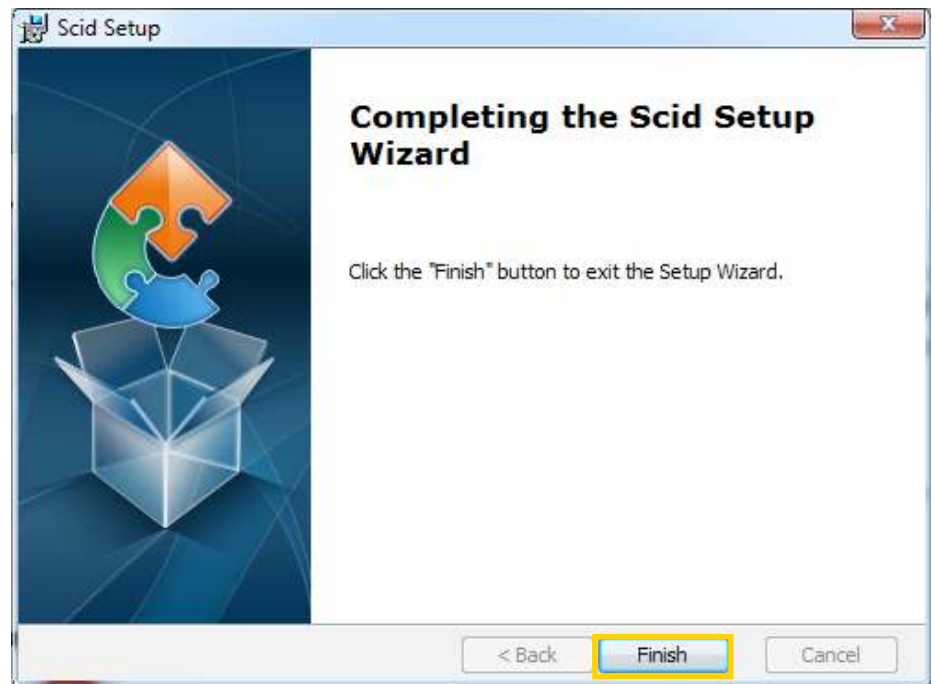 Scid Setup
Completing the Scid Setup
Wizard
Click the "Finish" button to exit the Setup Wizard.
< Back
Finish
Cancel